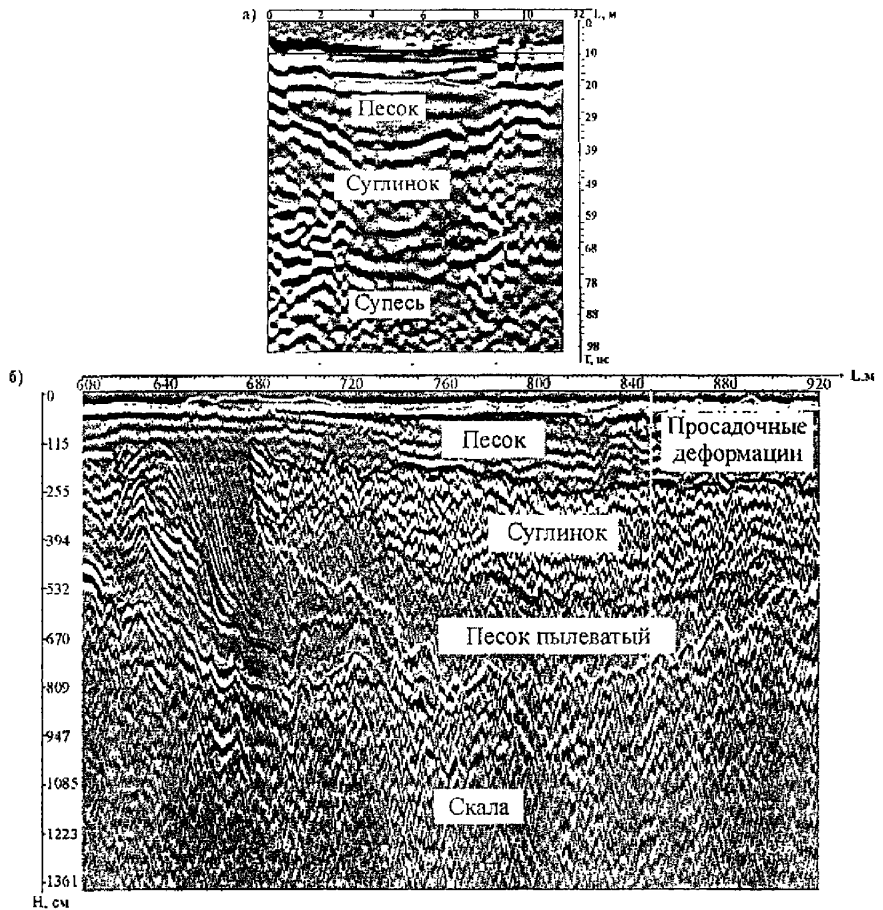 а)
0 2 4 6 8 10 12 L, м
0
10
20
29
39
49
59
68
78
88
98
T, нс
Песок
Суглинок
Супесь
б)
600 640 680 720 760 800 840 880 920 L, м
0
115
255
394
532
670
809
947
1085
1223
1361
H, см
Песок
Просадочные
деформации
Суглинок
Песок пылеватый
Скала